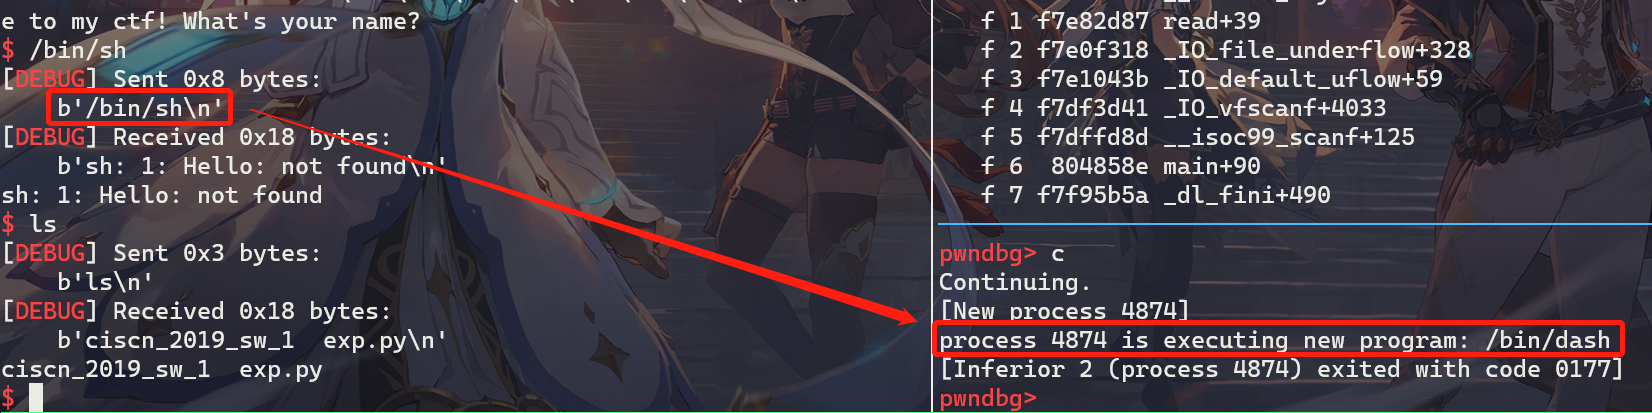 e to my ctf! What's your name?
$ /bin/sh
[DEBUG] Sent 0x8 bytes:
    b'/bin/sh\n'
[DEBUG] Received 0x18 bytes:
    b'sh: 1: Hello: not found\n'
sh: 1: Hello: not found
$ ls
[DEBUG] Sent 0x3 bytes:
    b'ls\n'
[DEBUG] Received 0x18 bytes:
    b'ciscn_2019_sw_1  exp.py\n'
ciscn_2019_sw_1  exp.py
$
f 1 f7e82d87 read+39
f 2 f7e0f318 _IO_file_underflow+328
f 3 f7e1043b _IO_default_uflow+59
f 4 f7df3d41 _IO_vfscanf+4033
f 5 f7dffd8d __isoc99_scanf+125
f 6  804858e main+90
f 7 f7f95b5a _dl_fini+490
pwndbg> c
Continuing.
[New process 4874]
process 4874 is executing new program: /bin/dash
[Inferior 2 (process 4874) exited with code 0177]
pwndbg>